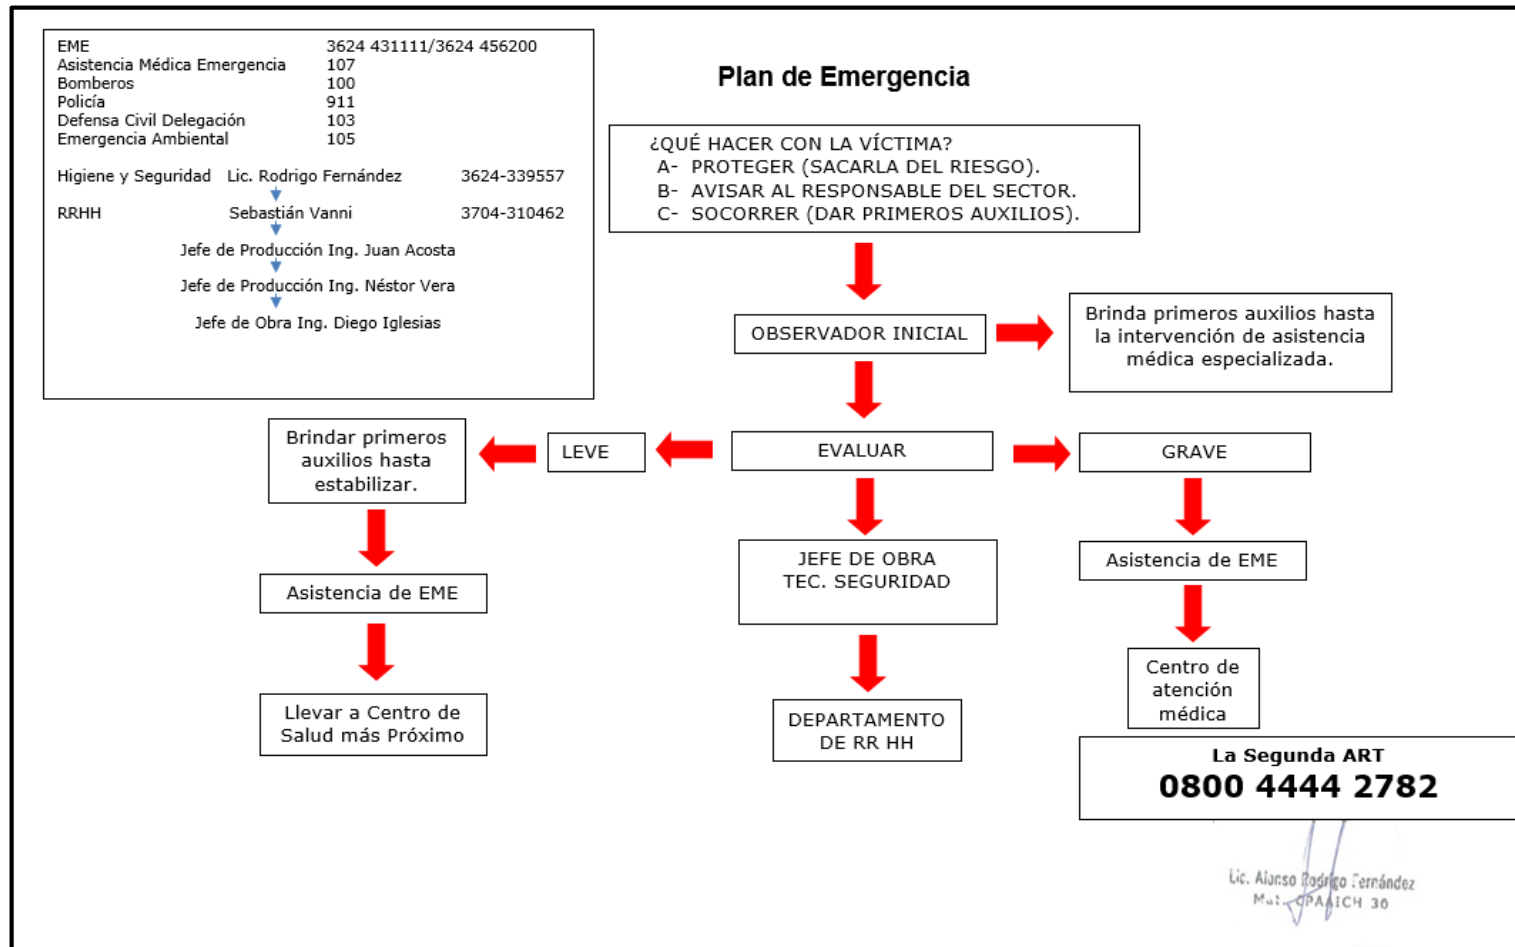 EME 3624 431111/3624 456200
Asistencia Médica Emergencia 107
Bomberos 100
Policía 911
Defensa Civil Delegación 103
Emergencia Ambiental 105
Higiene y Seguridad Lic. Rodrigo Fernández 3624-339557
RRHH Sebastián Vanni 3704-310462
Jefe de Producción Ing. Juan Acosta
Jefe de Producción Ing. Néstor Vera
Jefe de Obra Ing. Diego Iglesias
Plan de Emergencia
¿QUÉ HACER CON LA VÍCTIMA?
A- PROTEGER (SACARLA DEL RIESGO).
B- AVISAR AL RESPONSABLE DEL SECTOR.
C- SOCORRER (DAR PRIMEROS AUXILIOS).
OBSERVADOR INICIAL
Brinda primeros auxilios hasta
la intervención de asistencia
médica especializada.
Brindar primeros
auxilios hasta
estabilizar.
LEVE
EVALUAR
GRAVE
Asistencia de EME
Llevar a Centro de
Salud más Próximo
JEFE DE OBRA
TEC. SEGURIDAD
DEPARTAMENTO
DE RR HH
Asistencia de EME
Centro de
atención
médica
La Segunda ART
0800 4444 2782
Lic. Alonso Rodrigo Fernández
Mat. CPAAICH 36